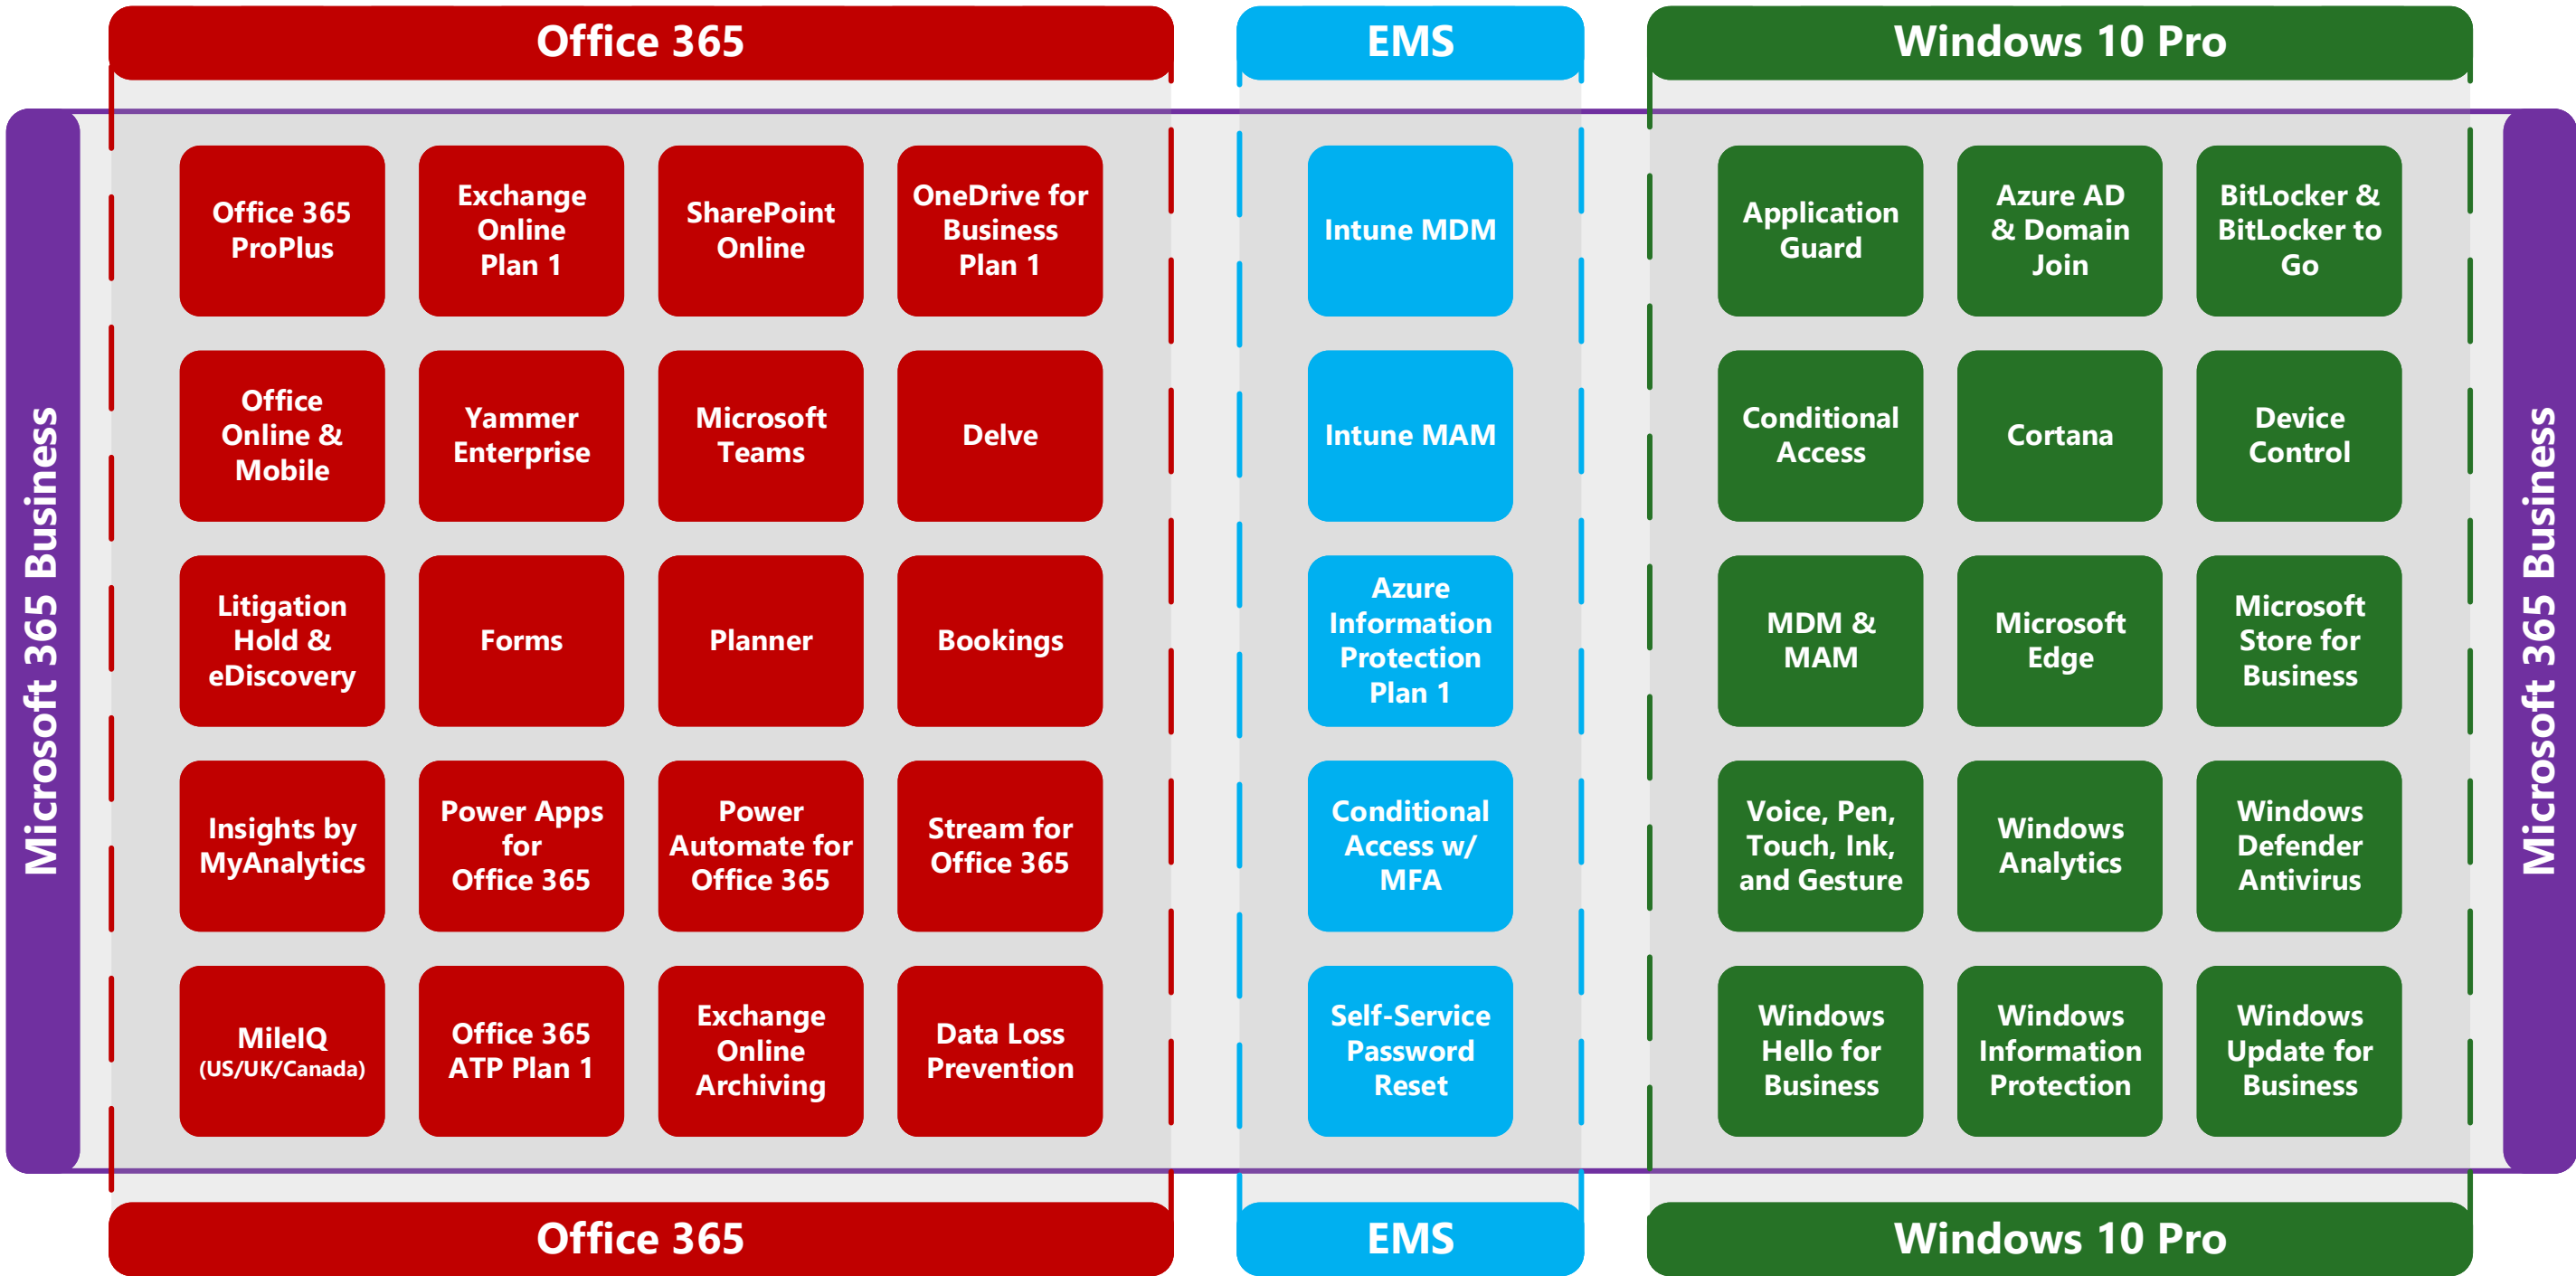 Office 365
EMS
Windows 10 Pro
Microsoft 365 Business
Office 365
ProPlus
Exchange
Online
Plan 1
SharePoint
Online
OneDrive for
Business
Plan 1
Intune MDM
Application
Guard
Azure AD
& Domain
Join
BitLocker &
BitLocker to
Go
Office
Online &
Mobile
Yammer
Enterprise
Microsoft
Teams
Delve
Intune MAM
Conditional
Access
Cortana
Device
Control
Litigation
Hold &
eDiscovery
Forms
Planner
Bookings
Azure
Information
Protection
Plan 1
MDM &
MAM
Microsoft
Edge
Microsoft
Store for
Business
Insights by
MyAnalytics
Power Apps
for
Office 365
Power
Automate for
Office 365
Stream for
Office 365
Conditional
Access w/
MFA
Voice, Pen,
Touch, Ink,
and Gesture
Windows
Analytics
Windows
Defender
Antivirus
MileIQ
(US/UK/Canada)
Office 365
ATP Plan 1
Exchange
Online
Archiving
Data Loss
Prevention
Self-Service
Password
Reset
Windows
Hello for
Business
Windows
Information
Protection
Windows
Update for
Business
Microsoft 365 Business
Office 365
EMS
Windows 10 Pro